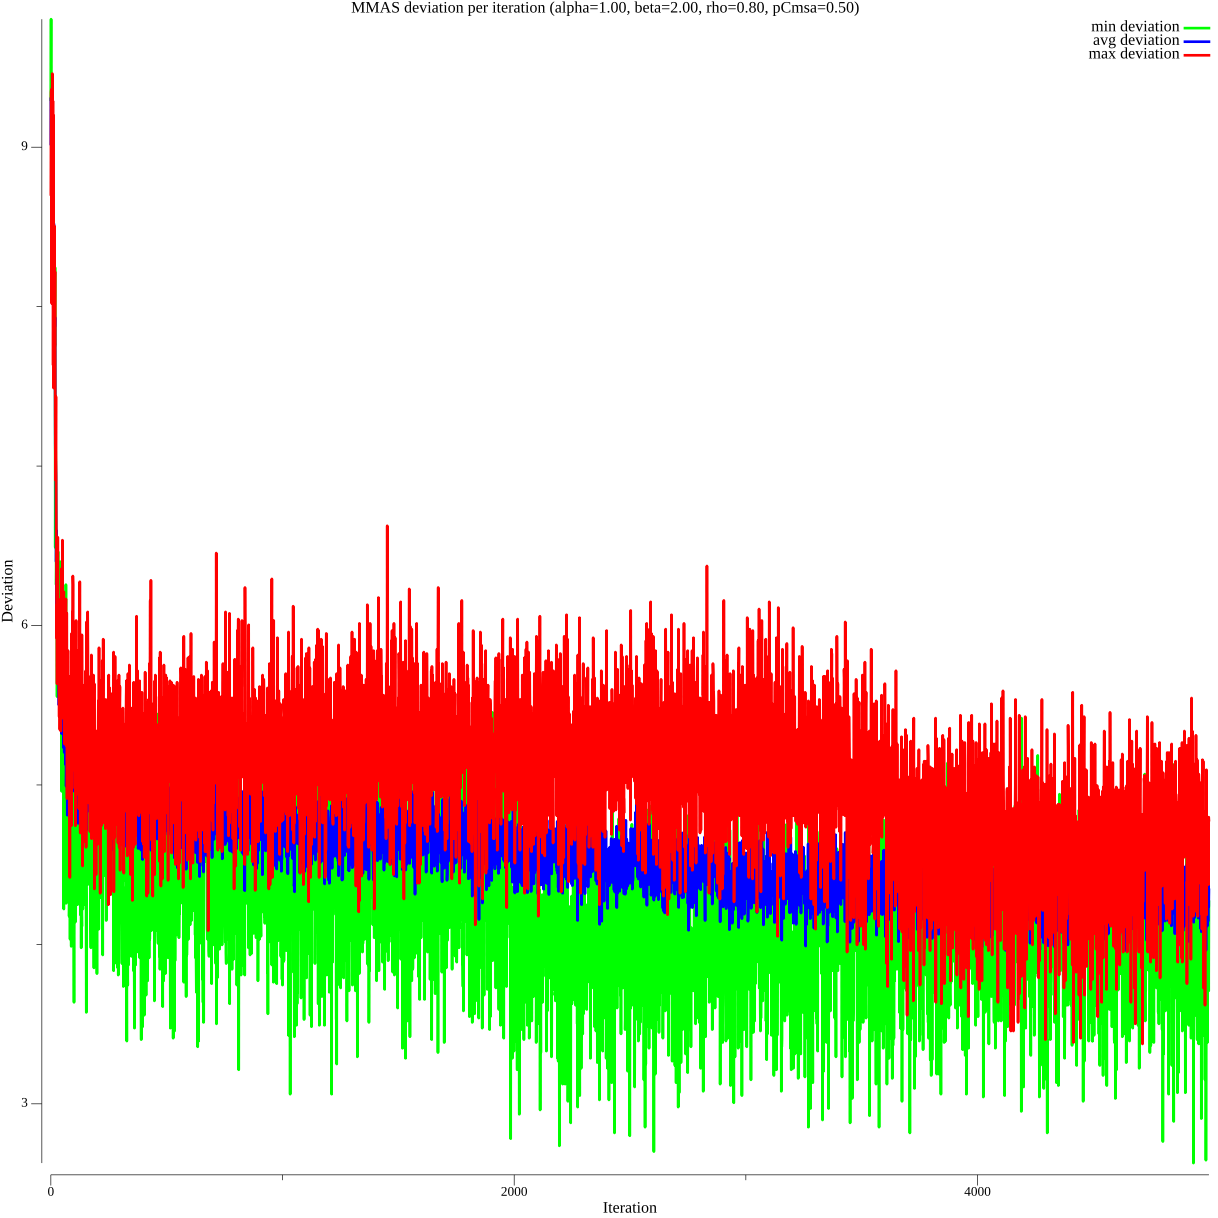 MMAS deviation per iteration (alpha=1.00, beta=2.00, rho=0.80, pCmsa=0.50)
min deviation
avg deviation
max deviation
9
6
3
Deviation
0
2000
4000
Iteration